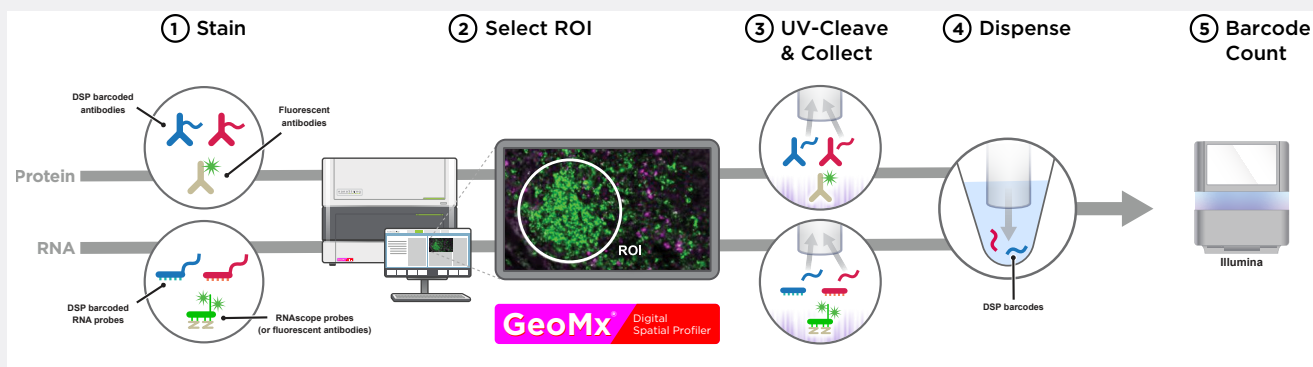 1 Stain
2 Select ROI
3 UV-Cleave
& Collect
4 Dispense
5 Barcode
Count
DSP barcoded
antibodies
Fluorescent
antibodies
Protein
RNA
ROI
DSP barcoded
RNA probes
RNAscope probes
(or fluorescent antibodies)
GeoMx®
Digital
Spatial Profiler
DSP barcodes
Illumina